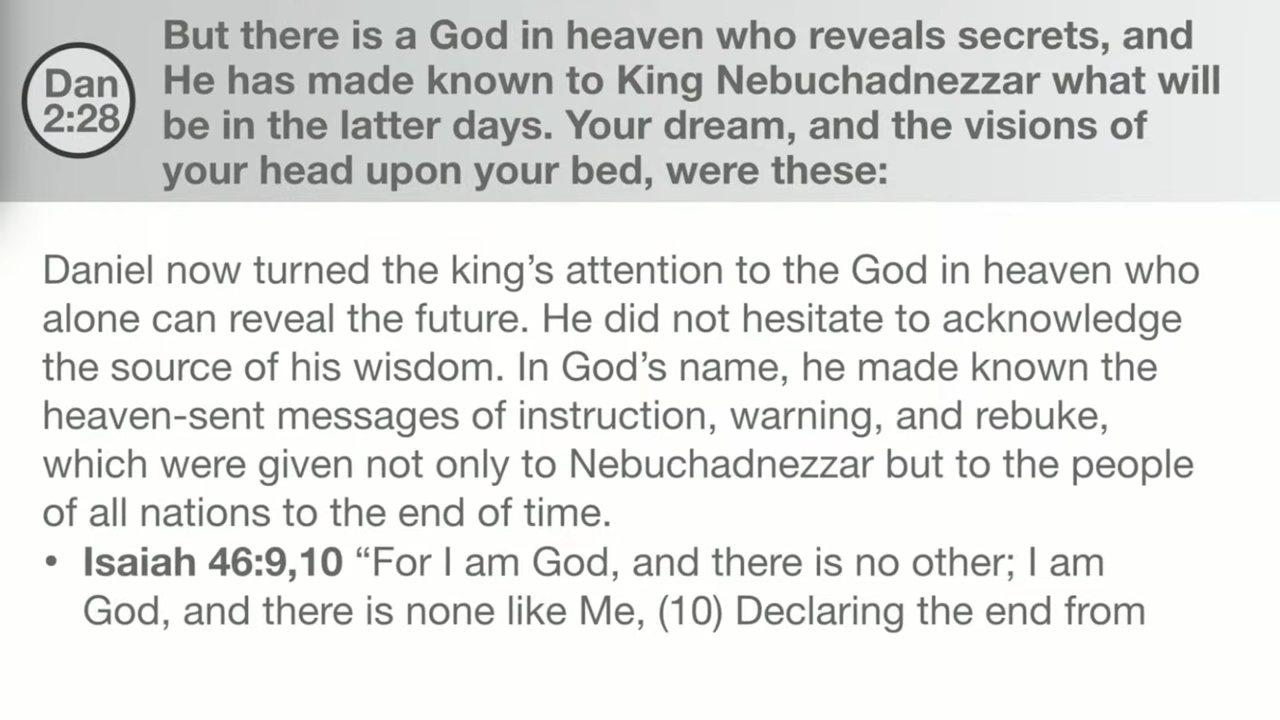 Dan
2:28
But there is a God in heaven who reveals secrets, and
He has made known to King Nebuchadnezzar what will
be in the latter days. Your dream, and the visions of
your head upon your bed, were these:
Daniel now turned the king’s attention to the God in heaven who
alone can reveal the future. He did not hesitate to acknowledge
the source of his wisdom. In God’s name, he made known the
heaven-sent messages of instruction, warning, and rebuke,
which were given not only to Nebuchadnezzar but to the people
of all nations to the end of time.
• Isaiah 46:9,10 “For I am God, and there is no other; I am
God, and there is none like Me, (10) Declaring the end from